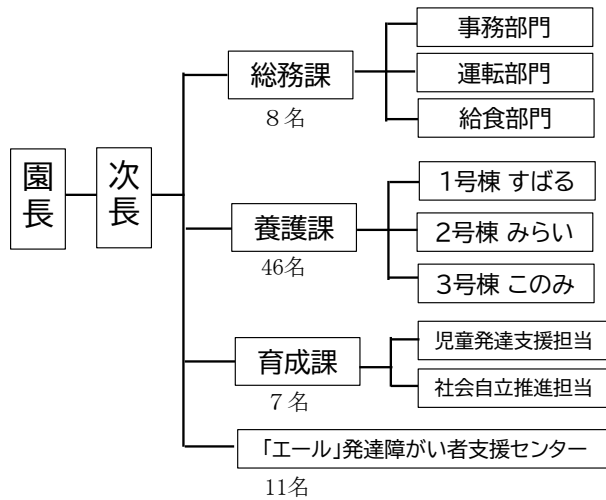 園長
次長
総務課
8名
事務部門
運転部門
給食部門
養護課
46名
1号棟 すばる
2号棟 みらい
3号棟 このみ
育成課
7名
児童発達支援担当
社会自立推進担当
「エール」発達障がい者支援センター
11名